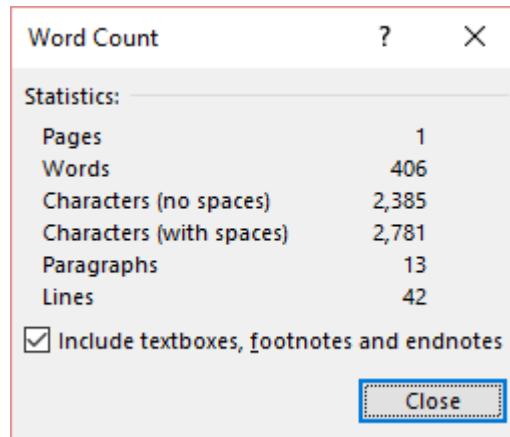 Word Count ? ×
Statistics:
Pages 1
Words 406
Characters (no spaces) 2,385
Characters (with spaces) 2,781
Paragraphs 13
Lines 42
Include textboxes, footnotes and endnotes
Close